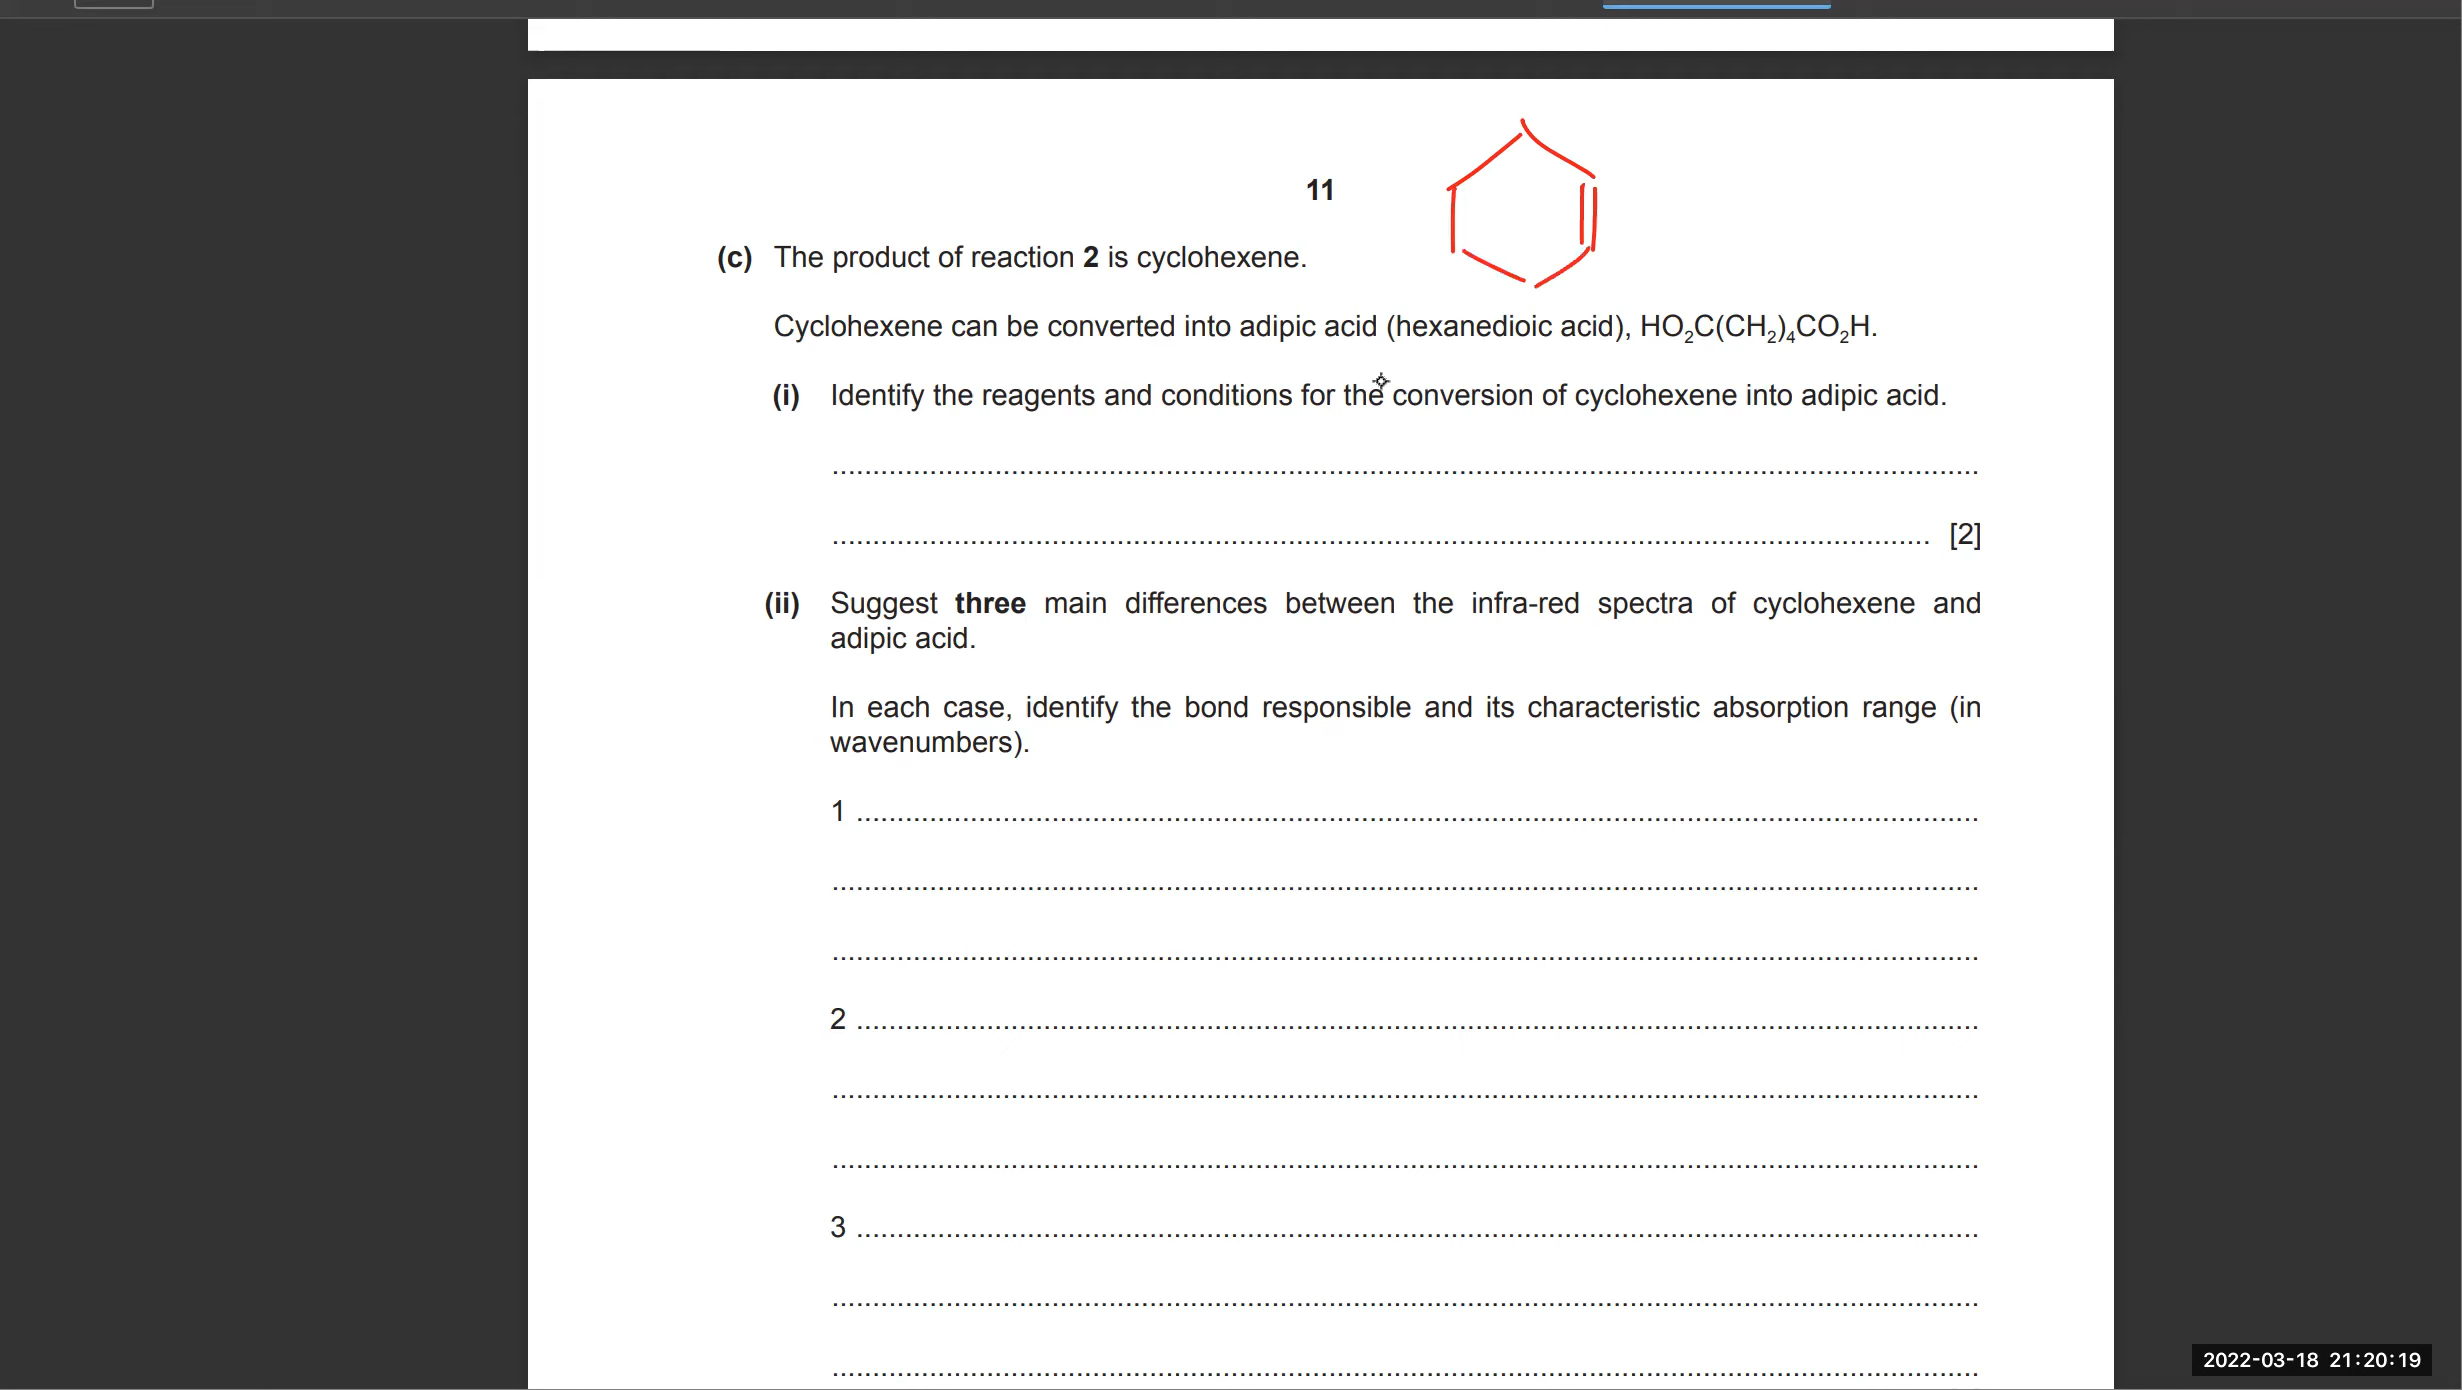 11
(c) The product of reaction 2 is cyclohexene.
Cyclohexene can be converted into adipic acid (hexanedioic acid), HO₂C(CH₂)₄CO₂H.
(i) Identify the reagents and conditions for the conversion of cyclohexene into adipic acid.
................................................................................
................................................................................ [2]
(ii) Suggest three main differences between the infra-red spectra of cyclohexene and
adipic acid.
In each case, identify the bond responsible and its characteristic absorption range (in
wavenumbers).
1 ................................................................................
................................................................................
................................................................................
2 ................................................................................
................................................................................
................................................................................
3 ................................................................................
................................................................................
................................................................................
2022-03-18 21:20:19